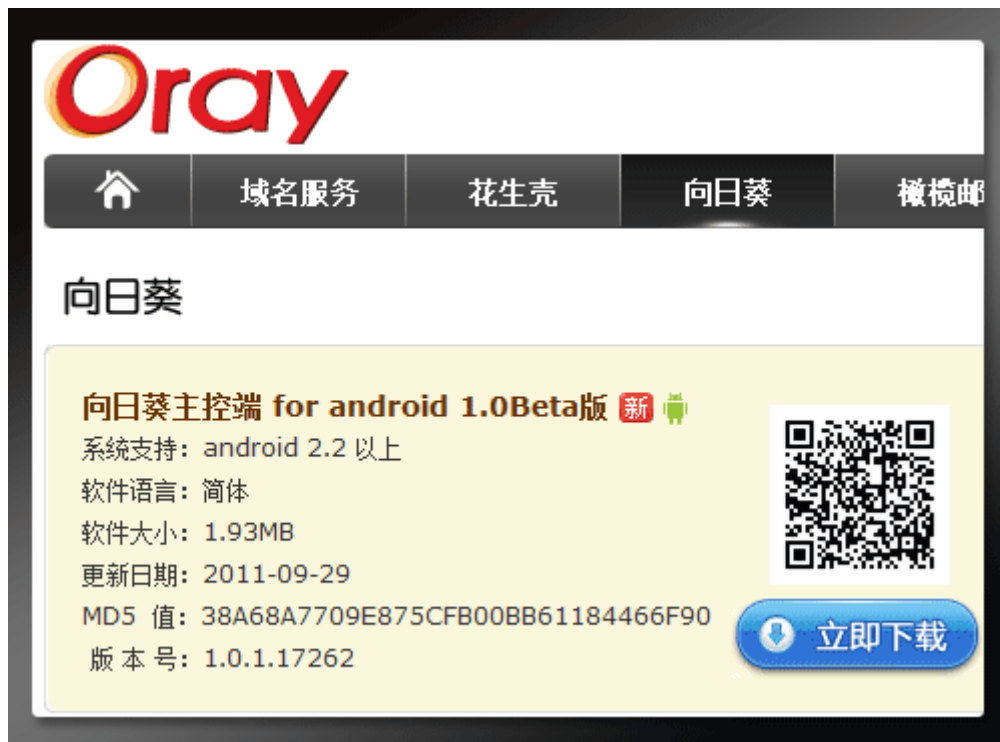 Oray
域名服务 花生壳 向日葵 橄榄邮
向日葵
向日葵主控端 for android 1.0Beta版 新
系统支持：android 2.2 以上
软件语言：简体
软件大小：1.93MB
更新日期：2011-09-29
MD5 值：38A68A7709E875CFB00BB61184466F90
立即下载
版 本 号：1.0.1.17262